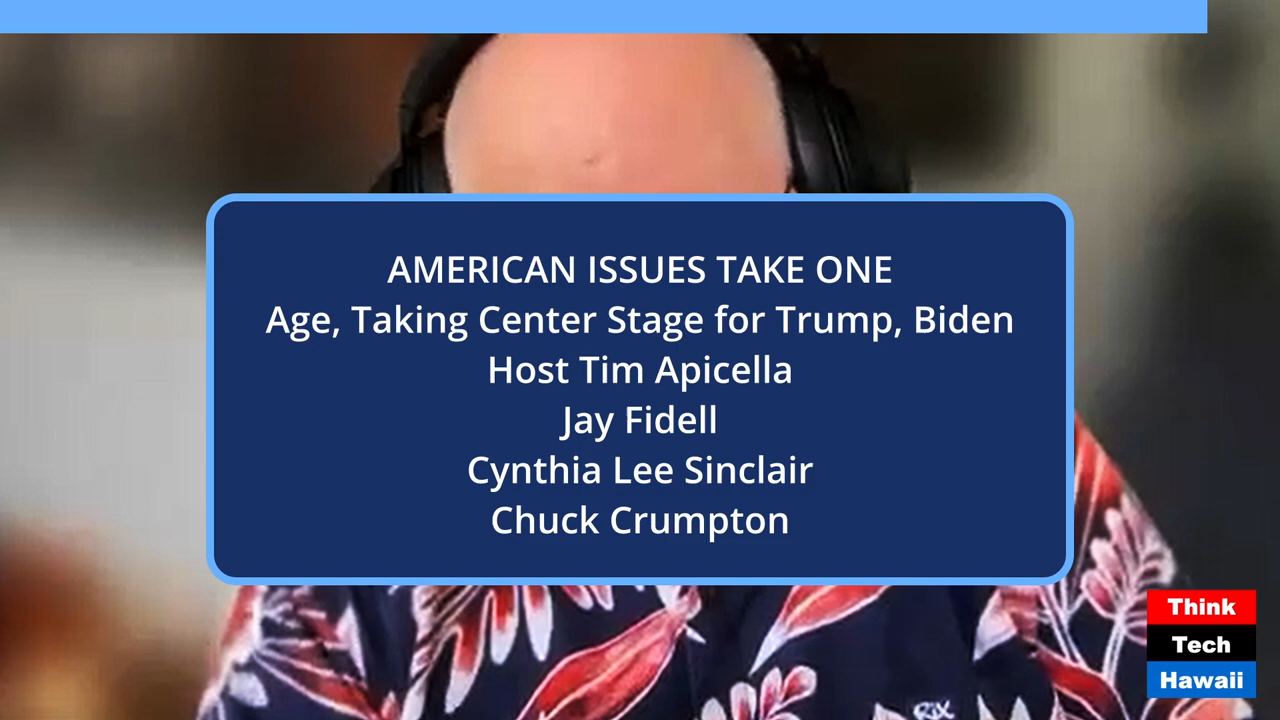 AMERICAN ISSUES TAKE ONE
Age, Taking Center Stage for Trump, Biden
Host Tim Apicella
Jay Fidell
Cynthia Lee Sinclair
Chuck Crumpton
Think
Tech
Hawaii
RIX